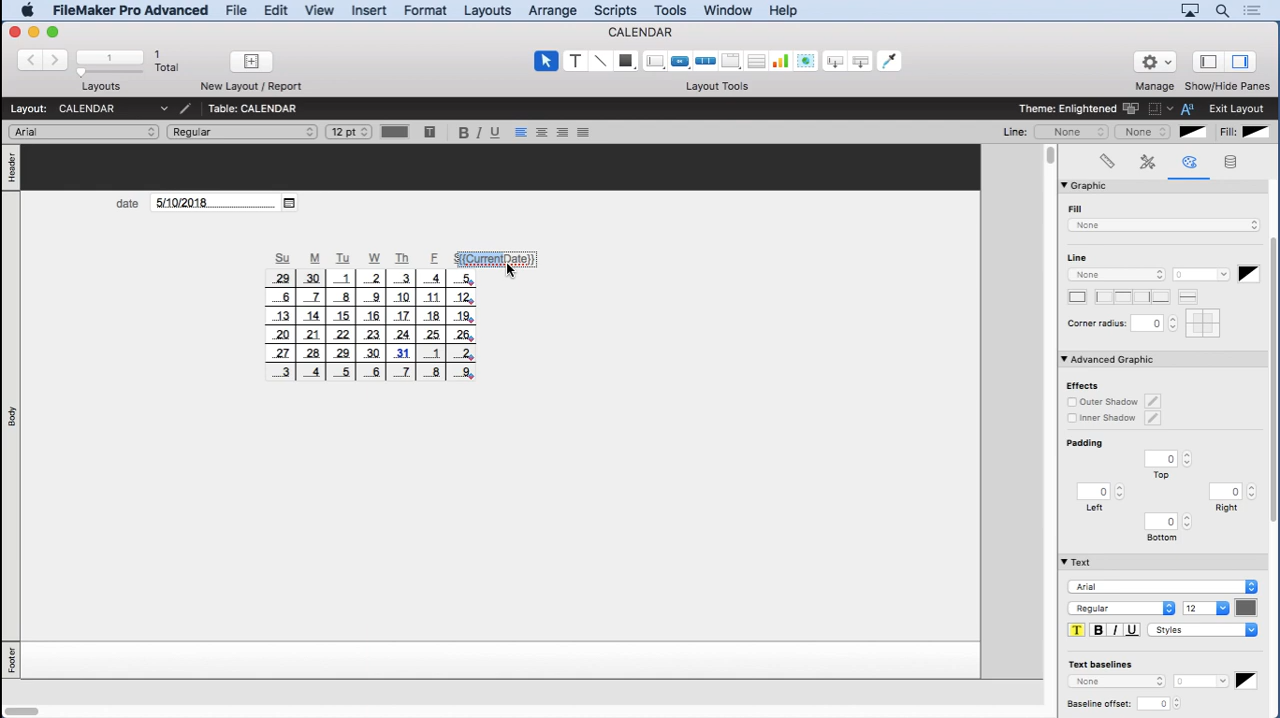 FileMaker Pro Advanced File Edit View Insert Format Layouts Arrange Scripts Tools Window Help
CALENDAR
1
1
Total
Layouts
New Layout / Report
Layout Tools
Manage
Show/Hide Panes
Layout: CALENDAR
Table: CALENDAR
Theme: Enlightened
Exit Layout
Arial
Regular
12 pt
Line:
None
None
Fill:
Header
date
5/10/2018
Su M Tu W Th F S{{CurrentDate}}
29 30 1 2 3 4 5
6 7 8 9 10 11 12
13 14 15 16 17 18 19
20 21 22 23 24 25 26
27 28 29 30 31 1 2
3 4 5 6 7 8 9
Body
Footer
Graphic
Fill
None
Line
None
0
Corner radius:
0
Advanced Graphic
Effects
Outer Shadow
Inner Shadow
Padding
0
Top
0
0
Left
Right
0
Bottom
Text
Arial
Regular
12
T B I U
Styles
Text baselines
None
0
Baseline offset:
0